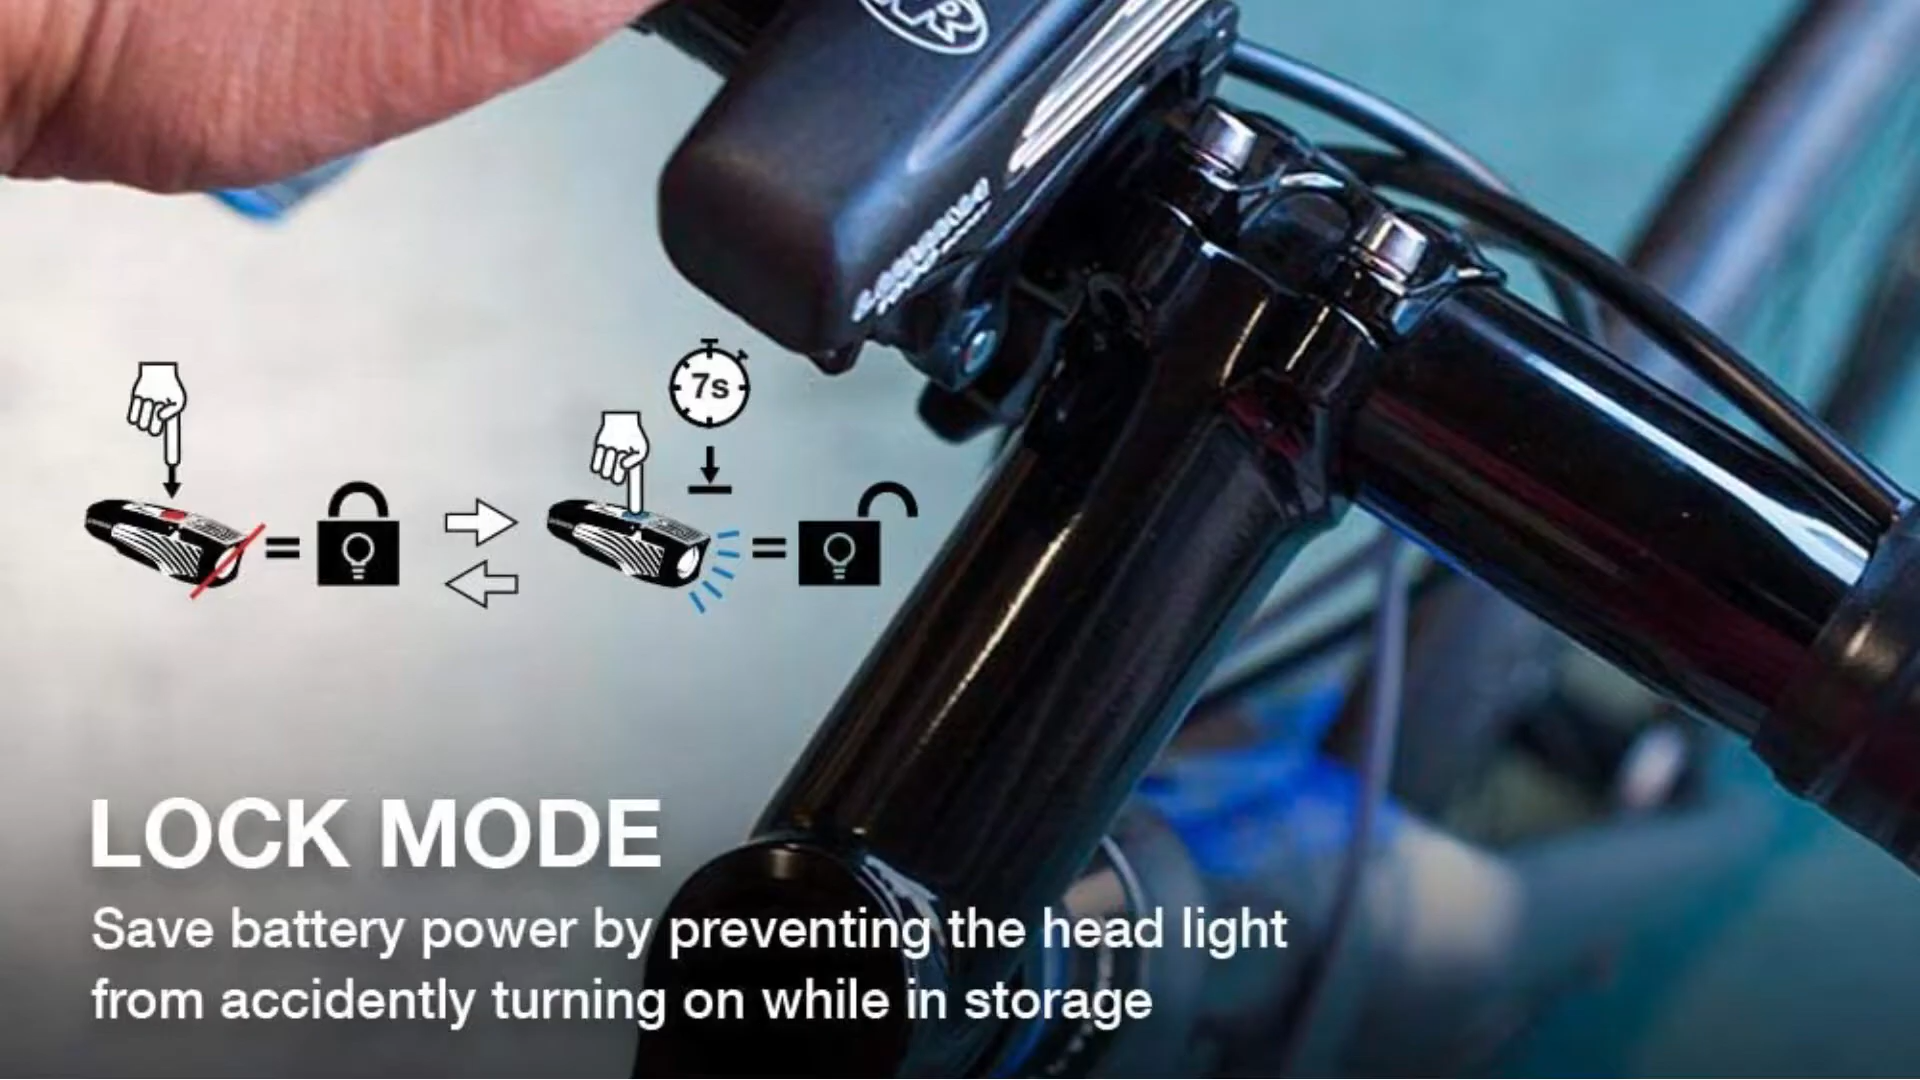 7s
LOCK MODE
Save battery power by preventing the head light
from accidently turning on while in storage